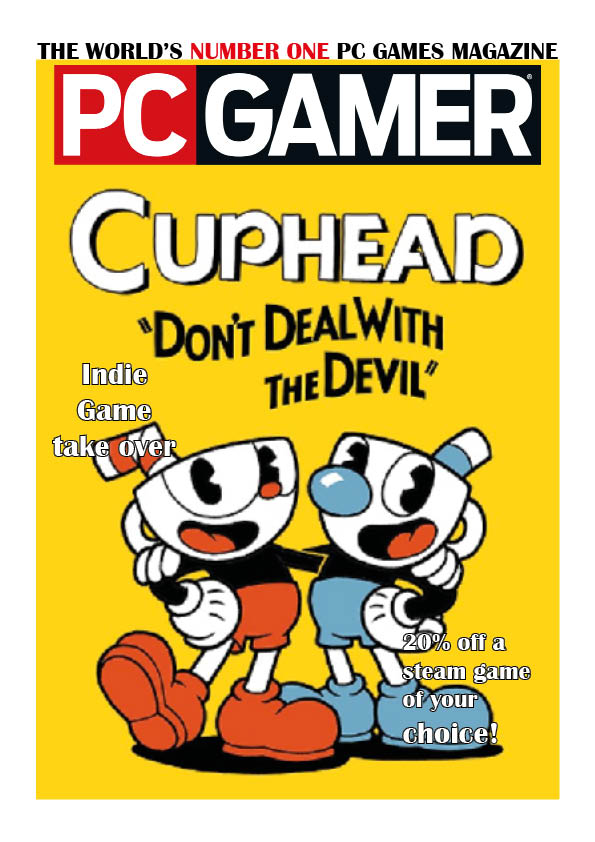 THE WORLD'S NUMBER ONE PC GAMES MAGAZINE
PC GAMER®
CUPHEAD
"DON'T DEAL WITH
THE DEVIL"
Indie
Game
take over
20% off a
steam game
of your
choice!